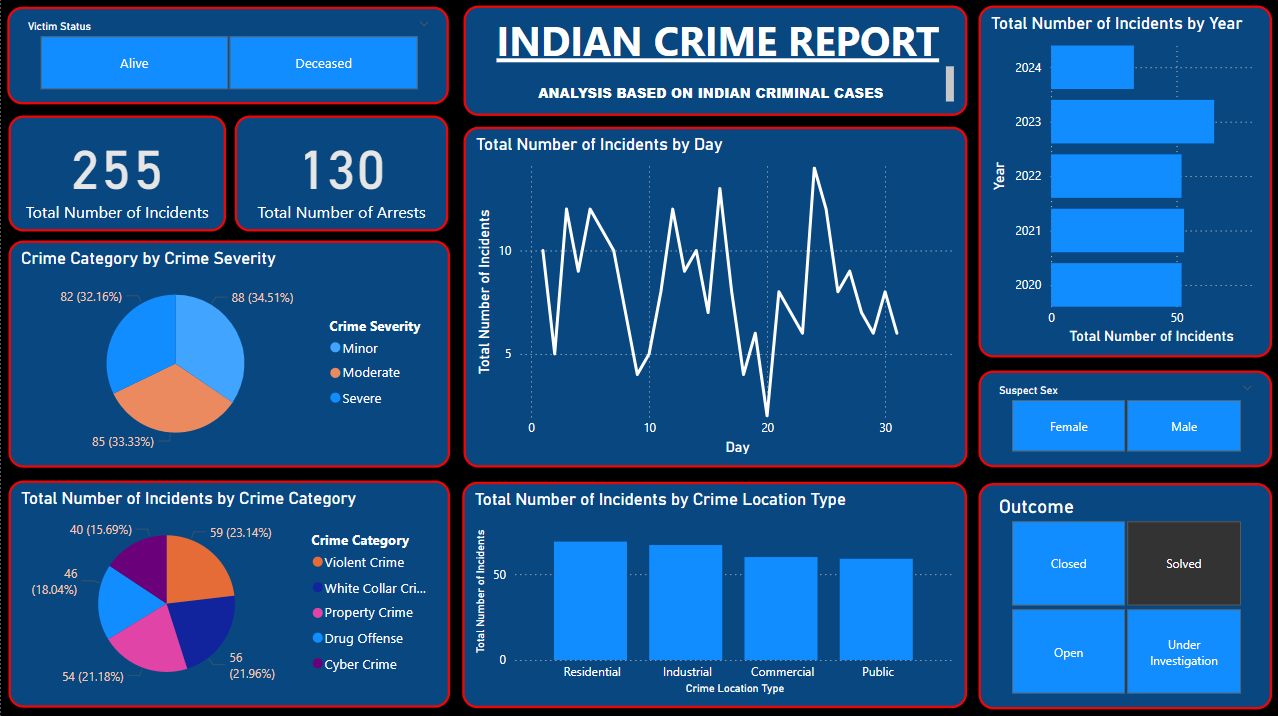 Victim Status
Alive
Deceased
INDIAN CRIME REPORT
ANALYSIS BASED ON INDIAN CRIMINAL CASES
255
Total Number of Incidents
130
Total Number of Arrests
Crime Category by Crime Severity
82 (32.16%)
88 (34.51%)
85 (33.33%)
Crime Severity
Minor
Moderate
Severe
Total Number of Incidents by Day
Total Number of Incidents
10
5
0
10
20
30
Day
Total Number of Incidents by Year
Year
2024
2023
2022
2021
2020
0
50
Total Number of Incidents
Suspect Sex
Female
Male
Total Number of Incidents by Crime Category
40 (15.69%)
59 (23.14%)
46
(18.04%)
54 (21.18%)
56
(21.96%)
Crime Category
Violent Crime
White Collar Cri...
Property Crime
Drug Offense
Cyber Crime
Total Number of Incidents by Crime Location Type
Total Number of Incidents
50
0
Residential
Industrial
Commercial
Public
Crime Location Type
Outcome
Closed
Solved
Open
Under
Investigation